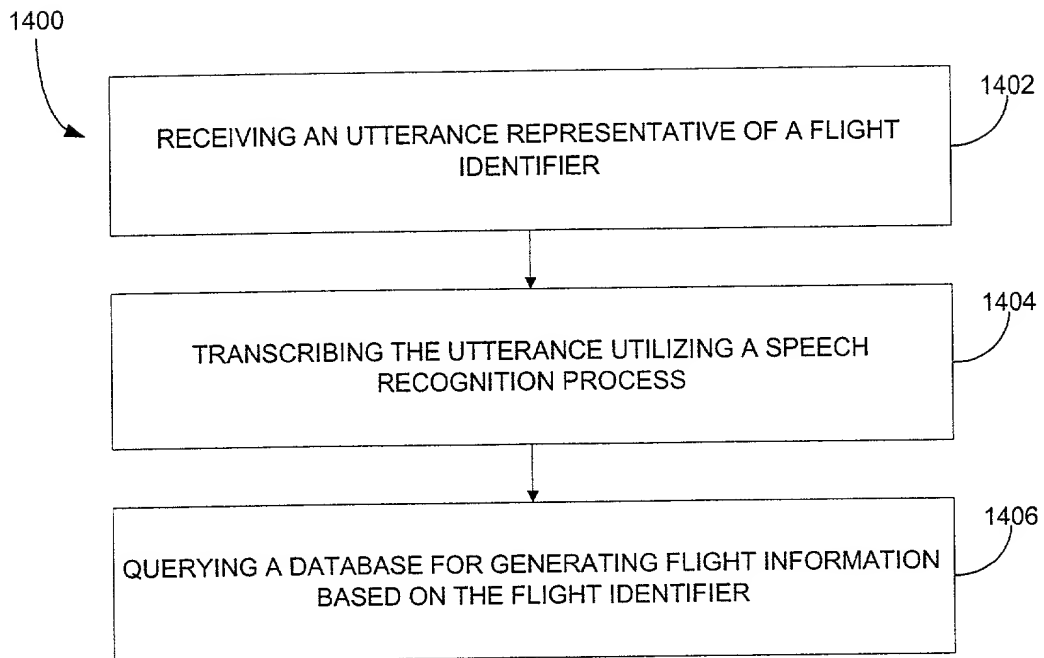 1400
1402
RECEIVING AN UTTERANCE REPRESENTATIVE OF A FLIGHT
IDENTIFIER
1404
TRANSCRIBING THE UTTERANCE UTILIZING A SPEECH
RECOGNITION PROCESS
1406
QUERYING A DATABASE FOR GENERATING FLIGHT INFORMATION
BASED ON THE FLIGHT IDENTIFIER